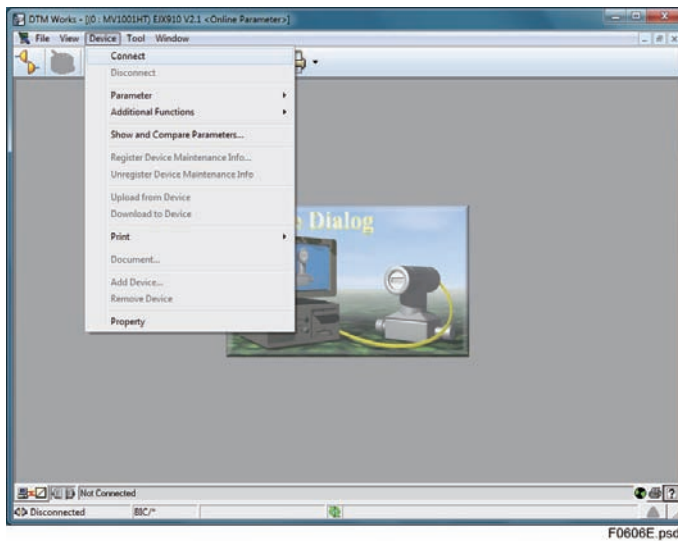 DTM Works - [(0 : MV1001HT) EJX910 V2.1 <Online Parameter>]
File View Device Tool Window
Connect
Disconnect
Parameter
Additional Functions
Show and Compare Parameters...
Register Device Maintenance Info...
Unregister Device Maintenance Info
Upload from Device
Download to Device
Print
Document...
Add Device...
Remove Device
Property
Dialog
Not Connected
Disconnected BIC/*
F0606E.psd